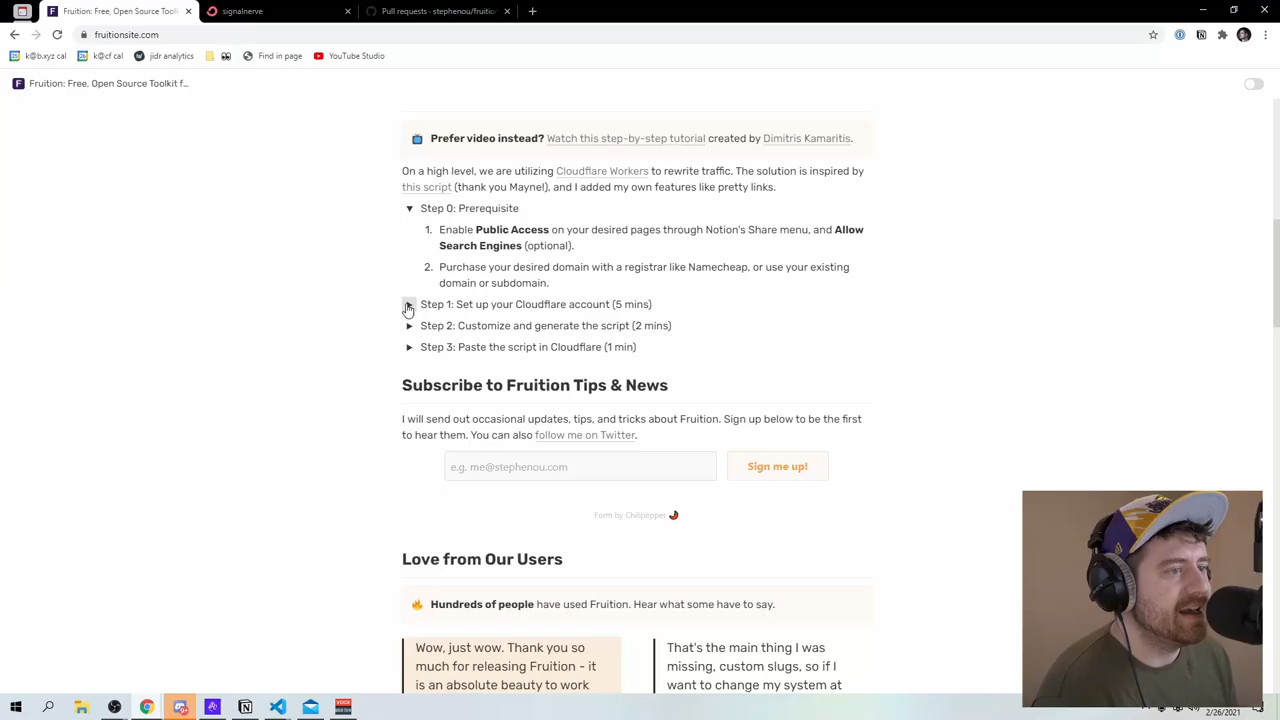 Fruition: Free, Open Source Toolki
signalnerve
Pull requests · stephenou/fruition
fruitionsite.com
k@b.xyz cal
k@cf cal
jidr analytics
Find in page
YouTube Studio
Fruition: Free, Open Source Toolkit f...
Prefer video instead? Watch this step-by-step tutorial created by Dimitris Kamaritis.
On a high level, we are utilizing Cloudflare Workers to rewrite traffic. The solution is inspired by
this script (thank you Mayne!), and I added my own features like pretty links.
Step 0: Prerequisite
1. Enable Public Access on your desired pages through Notion's Share menu, and Allow
Search Engines (optional).
2. Purchase your desired domain with a registrar like Namecheap, or use your existing
domain or subdomain.
Step 1: Set up your Cloudflare account (5 mins)
Step 2: Customize and generate the script (2 mins)
Step 3: Paste the script in Cloudflare (1 min)
Subscribe to Fruition Tips & News
I will send out occasional updates, tips, and tricks about Fruition. Sign up below to be the first
to hear them. You can also follow me on Twitter.
e.g. me@stephenou.com
Sign me up!
Form by Chilipepper
Love from Our Users
Hundreds of people have used Fruition. Hear what some have to say.
Wow, just wow. Thank you so
much for releasing Fruition - it
is an absolute beauty to work
That's the main thing I was
missing, custom slugs, so if I
want to change my system at
2/26/2021